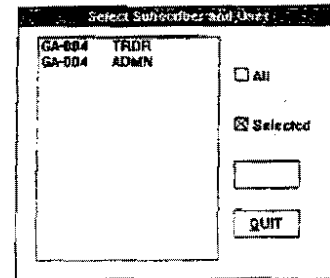 Select Subscriber and User
GA-004 TRDR
GA-004 ADMN
All
Selected
QUIT